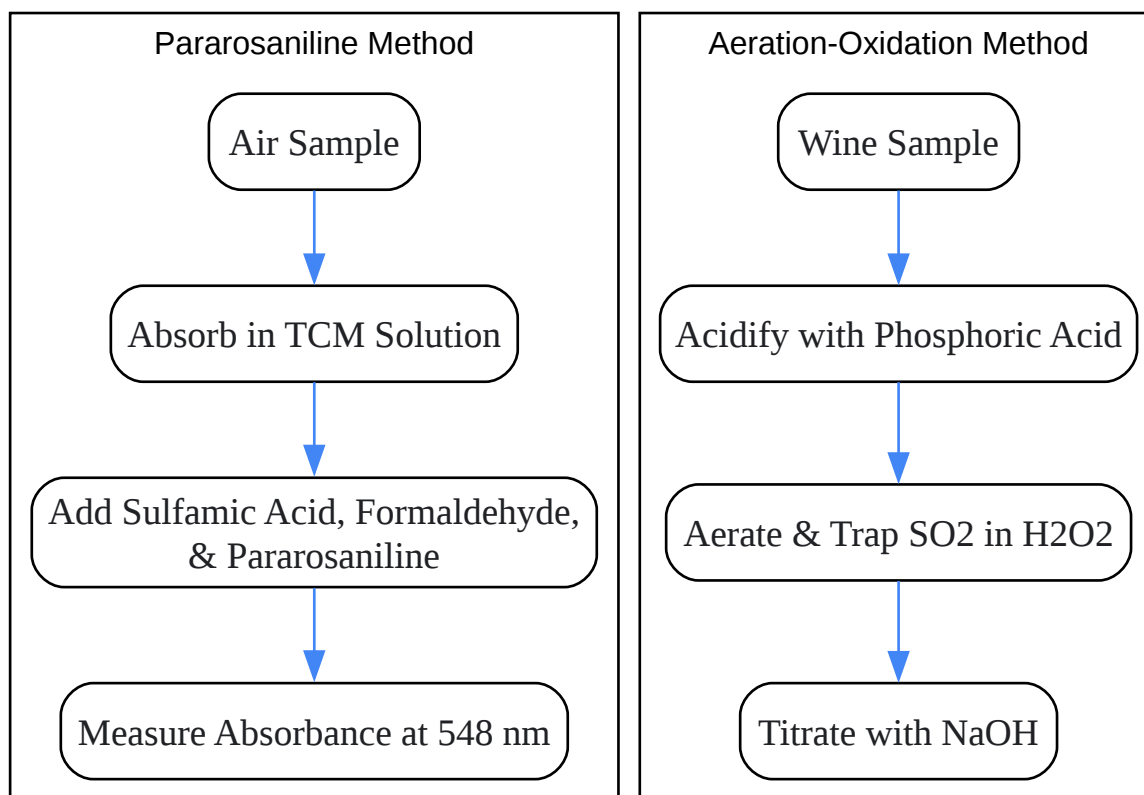 Pararosaniline Method
Air Sample
Absorb in TCM Solution
Add Sulfamic Acid, Formaldehyde,
& Pararosaniline
Measure Absorbance at 548 nm
Aeration-Oxidation Method
Wine Sample
Acidify with Phosphoric Acid
Aerate & Trap SO2 in H2O2
Titrate with NaOH